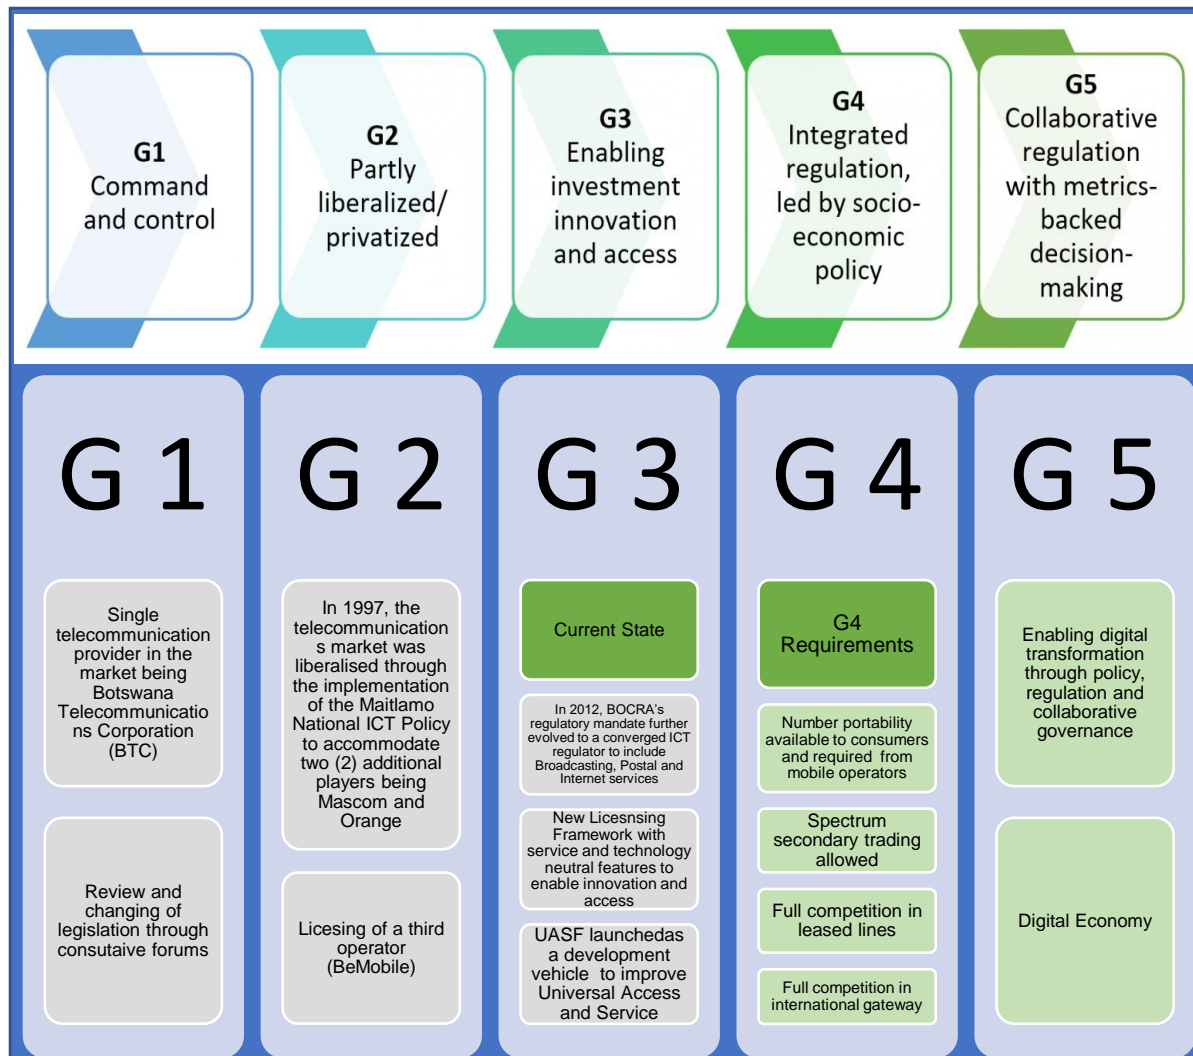 G1
Command
and control
G2
Partly
liberalized/
privatized
G3
Enabling
investment
innovation
and access
G4
Integrated
regulation,
led by socio-
economic
policy
G5
Collaborative
regulation
with metrics-
backed
decision-
making
G 1
Single
telecommunication
provider in the
market being
Botswana
Telecommunicatio
ns Corporation
(BTC)
Review and
changing of
legislation through
consutaive forums
G 2
In 1997, the
telecommunication
s market was
liberalised through
the implementation
of the Maitlamo
National ICT Policy
to accommodate
two (2) additional
players being
Mascom and
Orange
Licesing of a third
operator
(BeMobile)
G 3
Current State
In 2012, BOCRA's
regulatory mandate further
evolved to a converged ICT
regulator to include
Broadcasting, Postal and
Internet services
New Licesnsing
Framework with
service and technology
neutral features to
enable innovation and
access
UASF launchedas
a development
vehicle to improve
Universal Access
and Service
G 4
G4
Requirements
Number portability
available to consumers
and required from
mobile operators
Spectrum
secondary trading
allowed
Full competition in
leased lines
Full competition in
international gateway
G 5
Enabling digital
transformation
through policy,
regulation and
collaborative
governance
Digital Economy